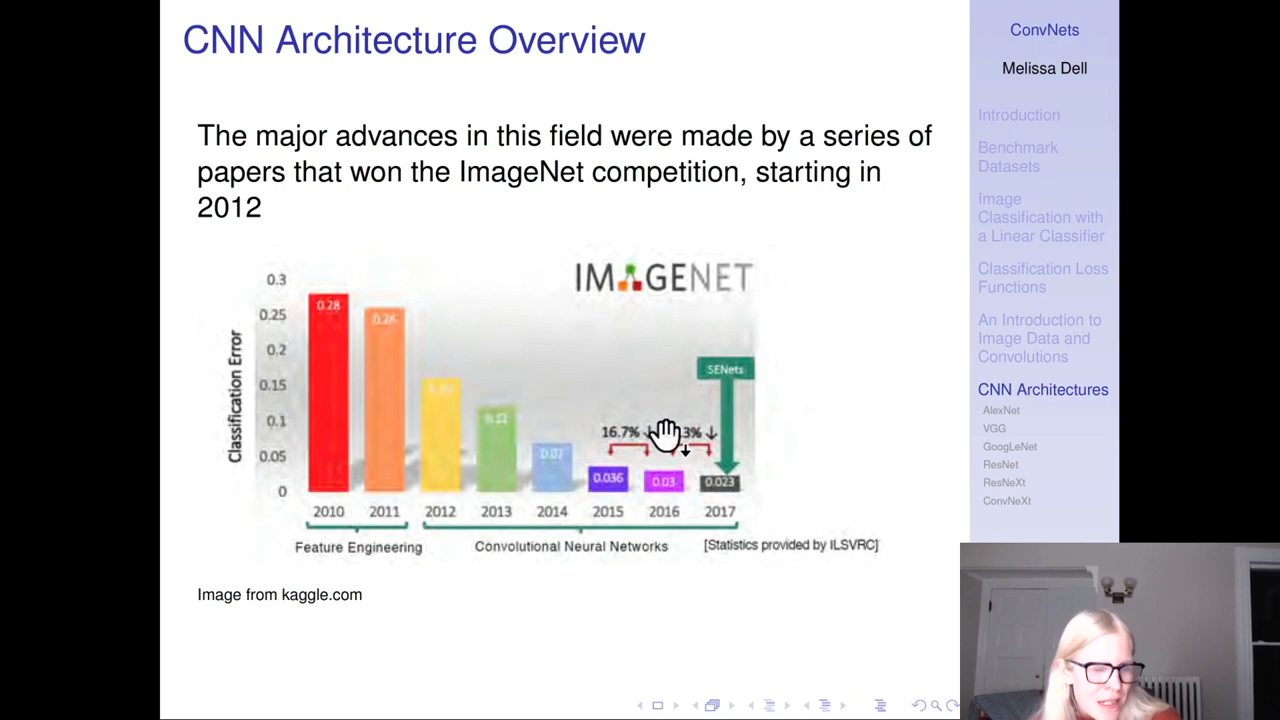 CNN Architecture Overview
The major advances in this field were made by a series of
papers that won the ImageNet competition, starting in
2012
IMAGENET
Classification Error
0.3
0.25
0.2
0.15
0.1
0.05
0
0.28
0.26
0.12
0.07
0.036
0.03
0.023
16.7% ↓
3% ↓
SENets
2010 2011 2012 2013 2014 2015 2016 2017
Feature Engineering
Convolutional Neural Networks
[Statistics provided by ILSVRC]
Image from kaggle.com
ConvNets
Melissa Dell
Introduction
Benchmark
Datasets
Image
Classification with
a Linear Classifier
Classification Loss
Functions
An Introduction to
Image Data and
Convolutions
CNN Architectures
AlexNet
VGG
GoogLeNet
ResNet
ResNeXt
ConvNeXt